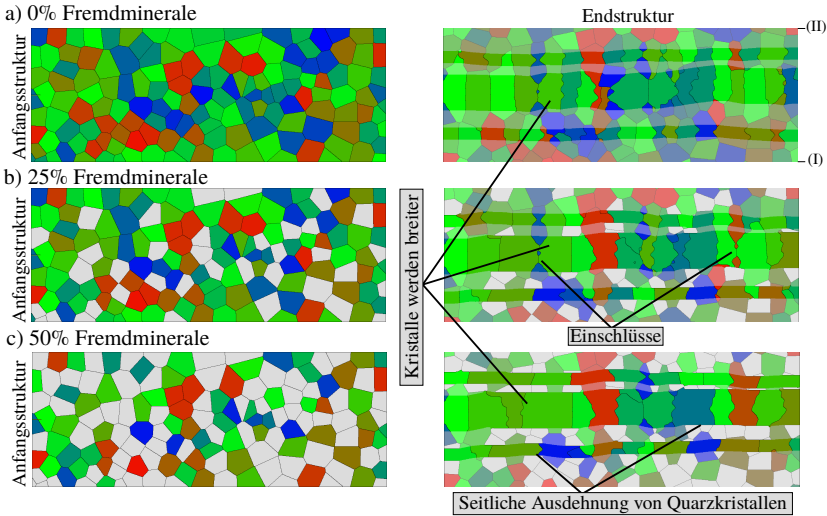 a) 0% Fremdminerale
Anfangsstruktur
Endstruktur
(II)
(I)
b) 25% Fremdminerale
Anfangsstruktur
Kristalle werden breiter
Einschlüsse
c) 50% Fremdminerale
Anfangsstruktur
Seitliche Ausdehnung von Quarzkristallen